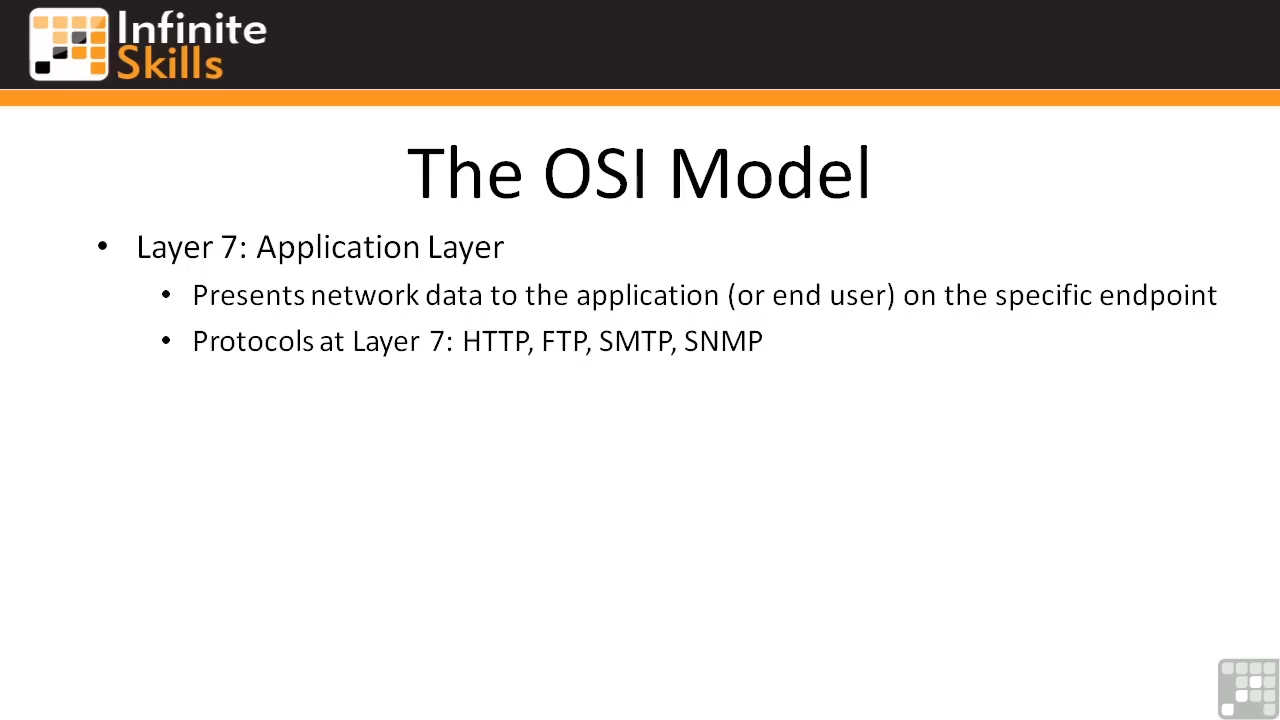 Infinite
Skills
The OSI Model
• Layer 7: Application Layer
• Presents network data to the application (or end user) on the specific endpoint
• Protocols at Layer 7: HTTP, FTP, SMTP, SNMP